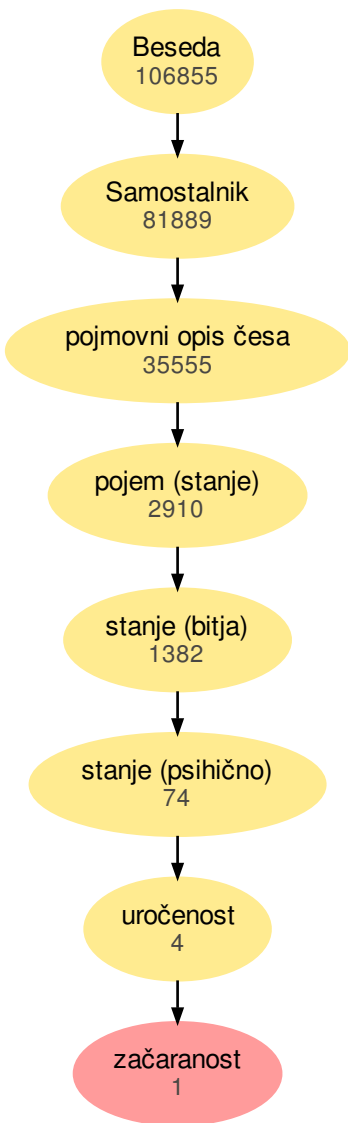 Beseda
106855
Samostalnik
81889
pojmovni opis česa
35555
pojem (stanje)
2910
stanje (bitja)
1382
stanje (psihično)
74
uročenost
4
začaranost
1